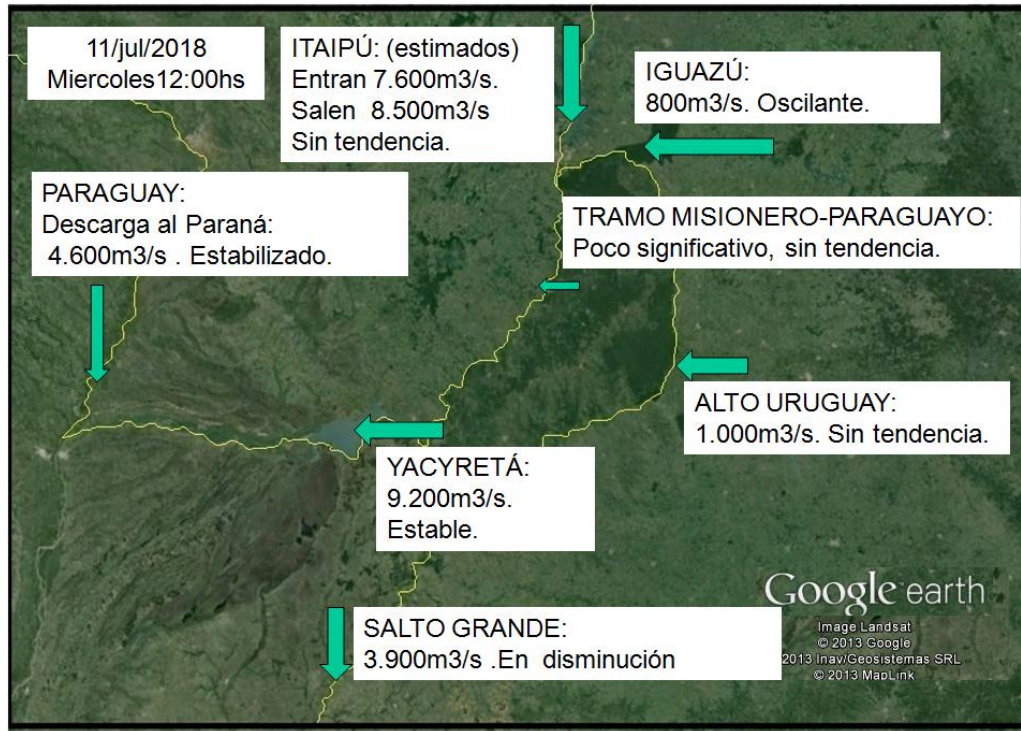 11/jul/2018
Miercoles12:00hs
ITAIPÚ: (estimados)
Entran 7.600m3/s.
Salen 8.500m3/s
Sin tendencia.
IGUAZÚ:
800m3/s. Oscilante.
PARAGUAY:
Descarga al Paraná:
4.600m3/s . Estabilizado.
TRAMO MISIONERO-PARAGUAYO:
Poco significativo, sin tendencia.
ALTO URUGUAY:
1.000m3/s. Sin tendencia.
YACYRETÁ:
9.200m3/s.
Estable.
SALTO GRANDE:
3.900m3/s .En disminución
Google earth
Image Landsat
© 2013 Google
2013 Inav/Geosistemas SRL
© 2013 MapLink